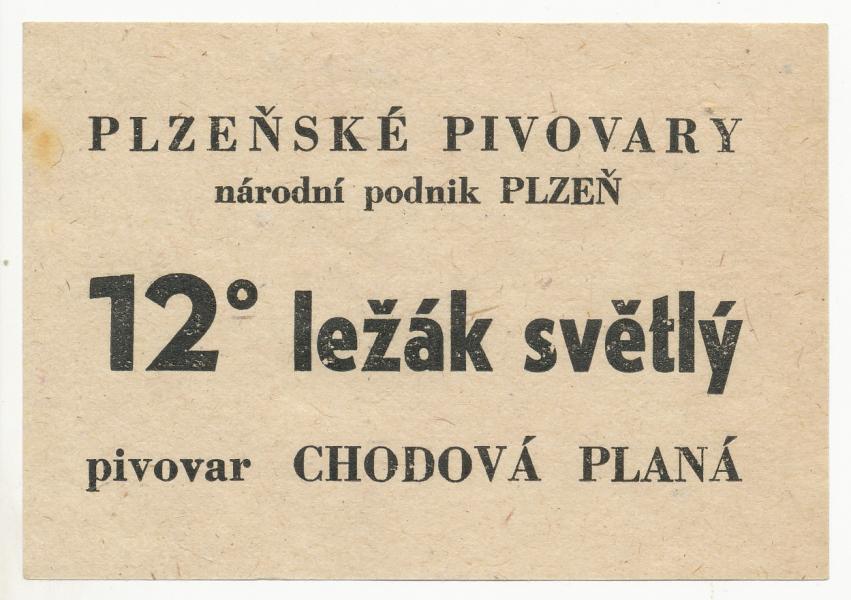 PLZEŇSKÉ PIVOVARY
národní podnik PLZEŇ
12° ležák světlý
pivovar CHODOVÁ PLANÁ